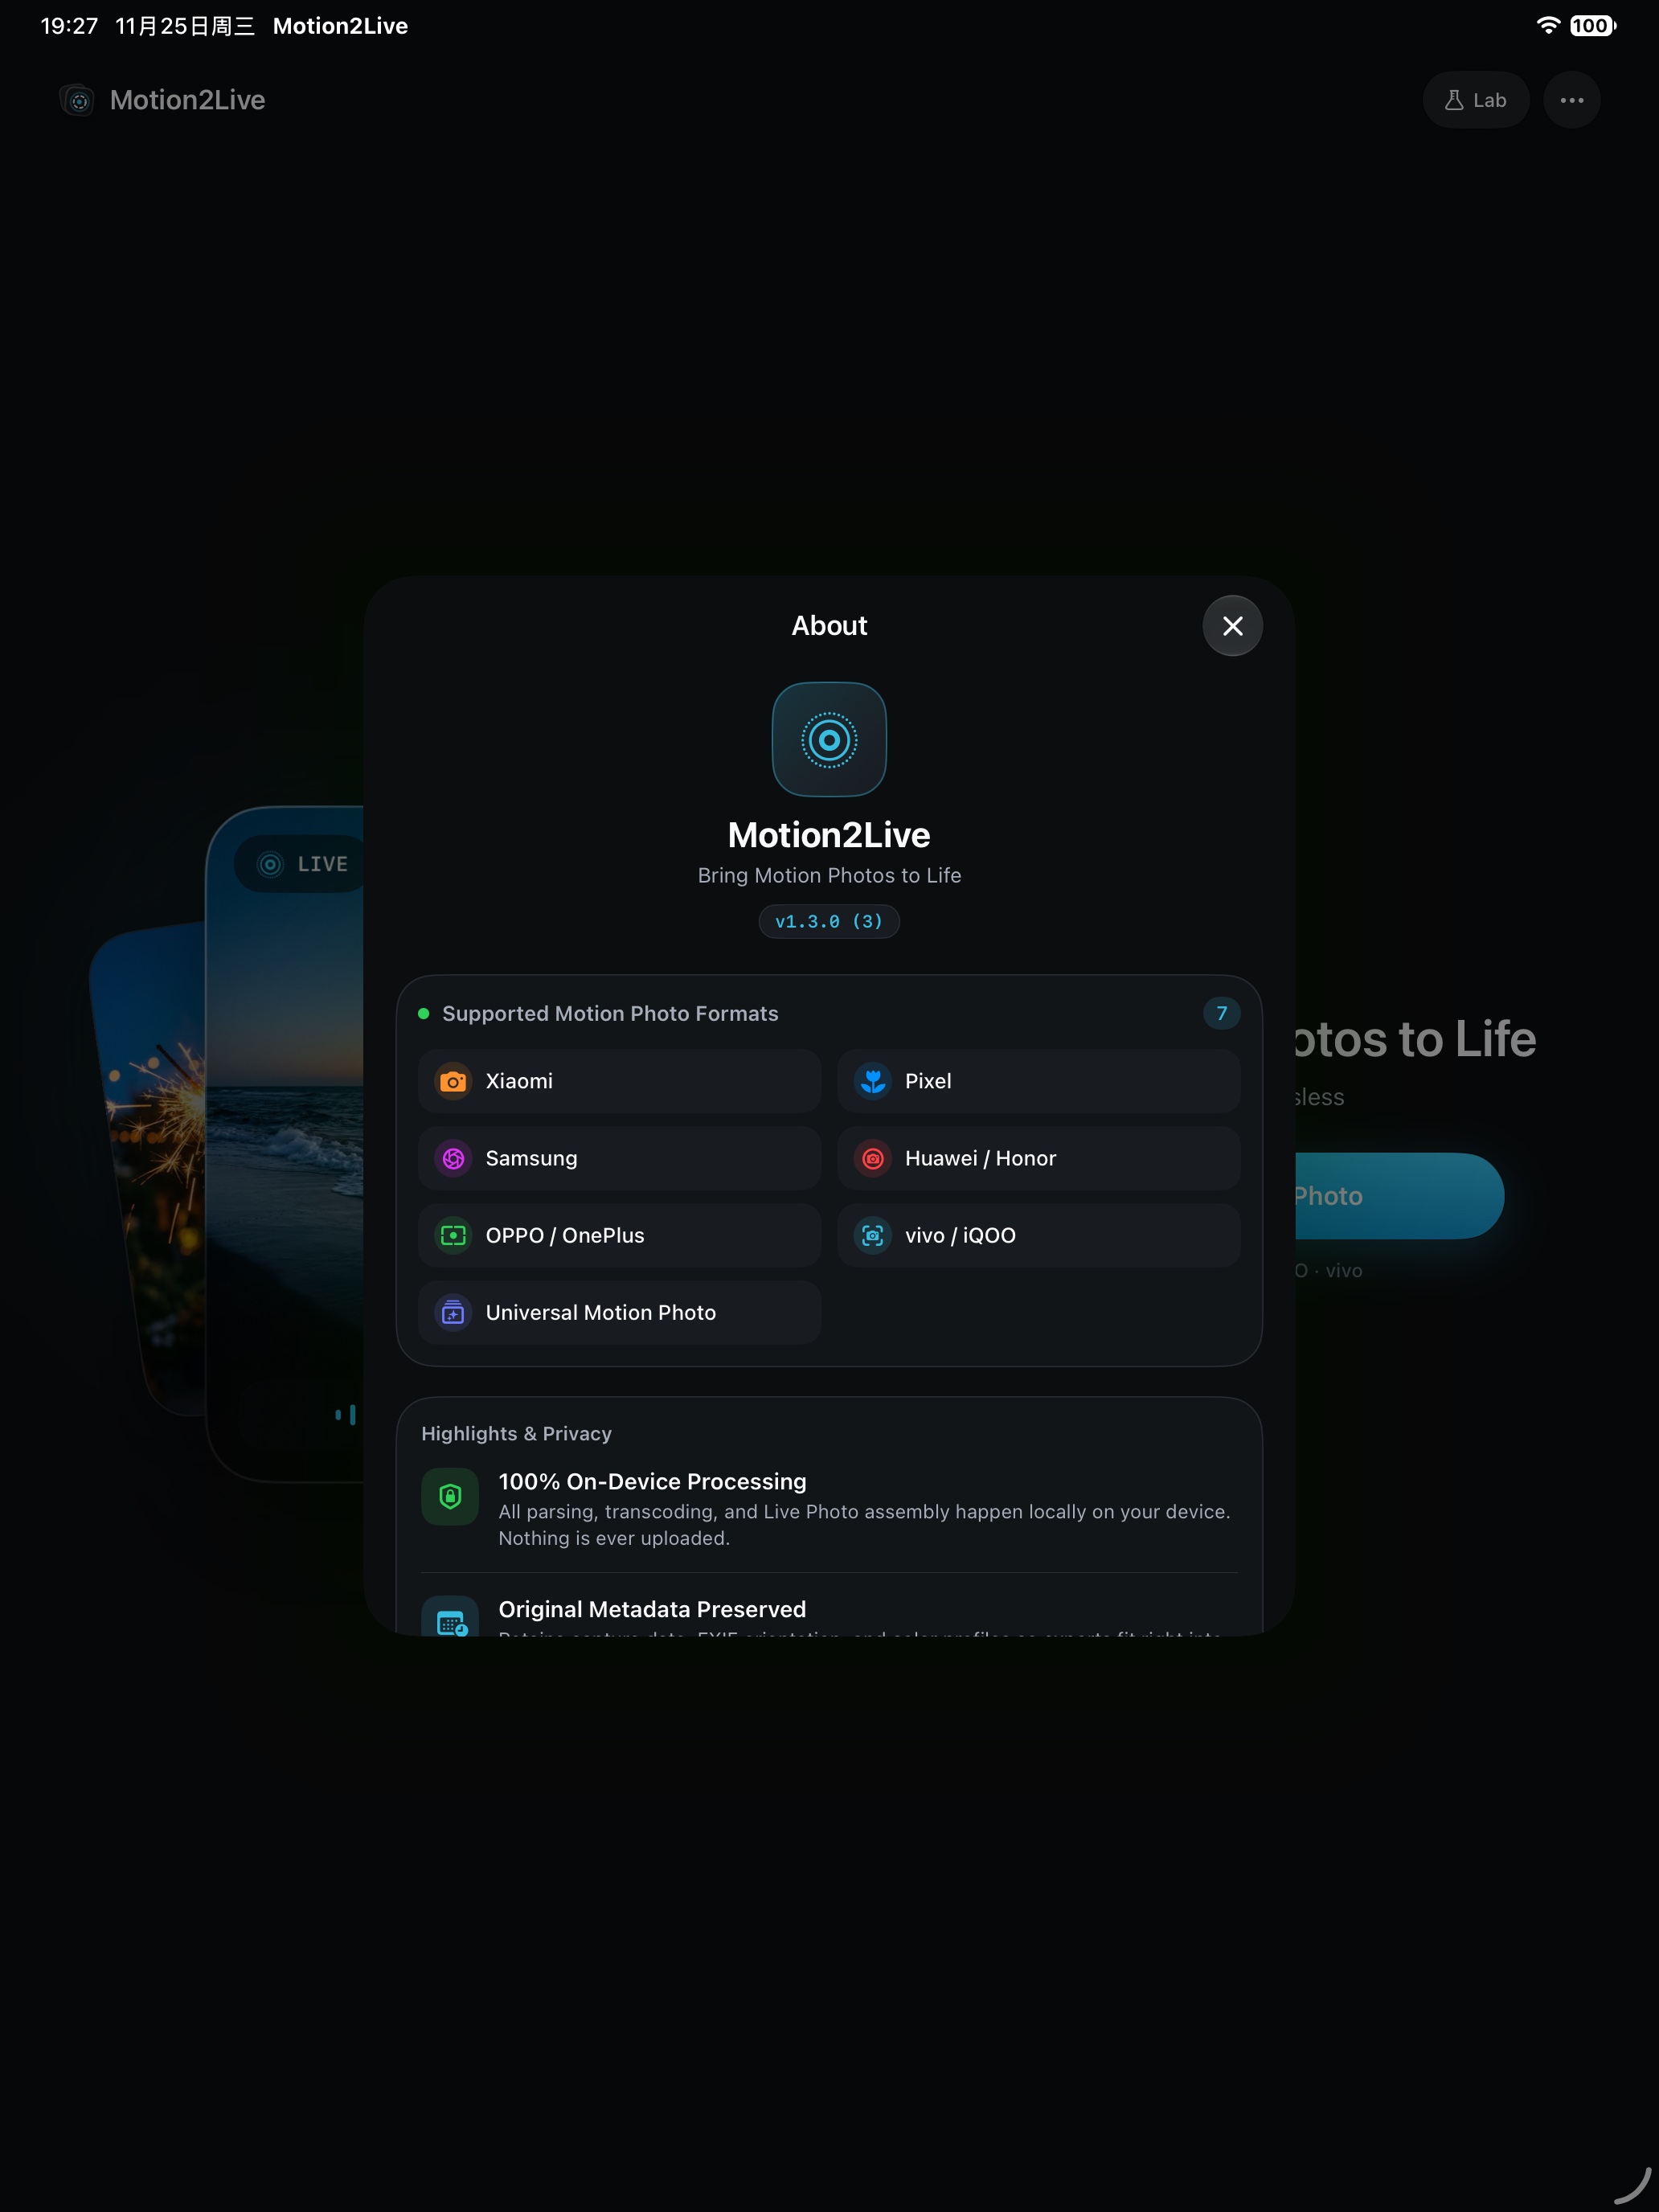 19:27 11月25日周三 Motion2Live
100
Motion2Live
Lab
About
Motion2Live
Bring Motion Photos to Life
v1.3.0 (3)
LIVE
Supported Motion Photo Formats
7
Xiaomi
Pixel
Samsung
Huawei / Honor
OPPO / OnePlus
vivo / iQOO
Universal Motion Photo
otos to Life
sless
Photo
O · vivo
Highlights & Privacy
100% On-Device Processing
All parsing, transcoding, and Live Photo assembly happen locally on your device.
Nothing is ever uploaded.
Original Metadata Preserved